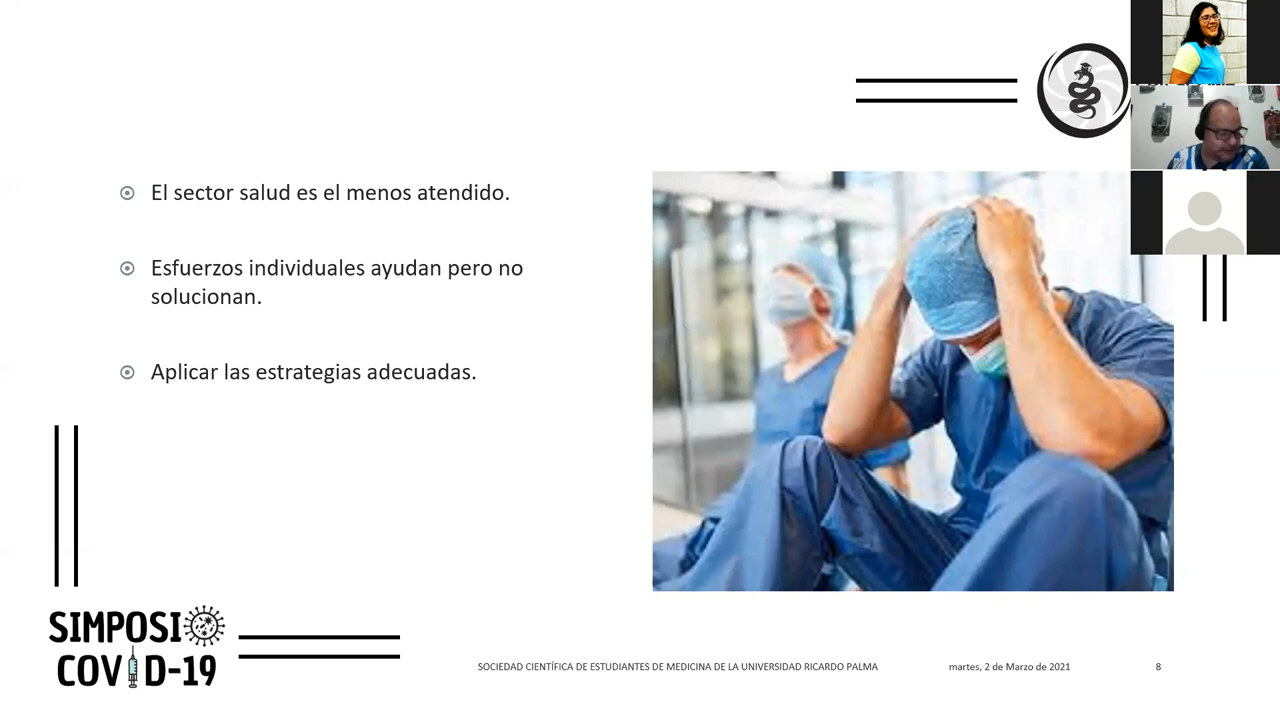 El sector salud es el menos atendido.
Esfuerzos individuales ayudan pero no
solucionan.
Aplicar las estrategias adecuadas.
SIMPOSIO
COVID-19
SOCIEDAD CIENTÍFICA DE ESTUDIANTES DE MEDICINA DE LA UNIVERSIDAD RICARDO PALMA
martes, 2 de Marzo de 2021
8